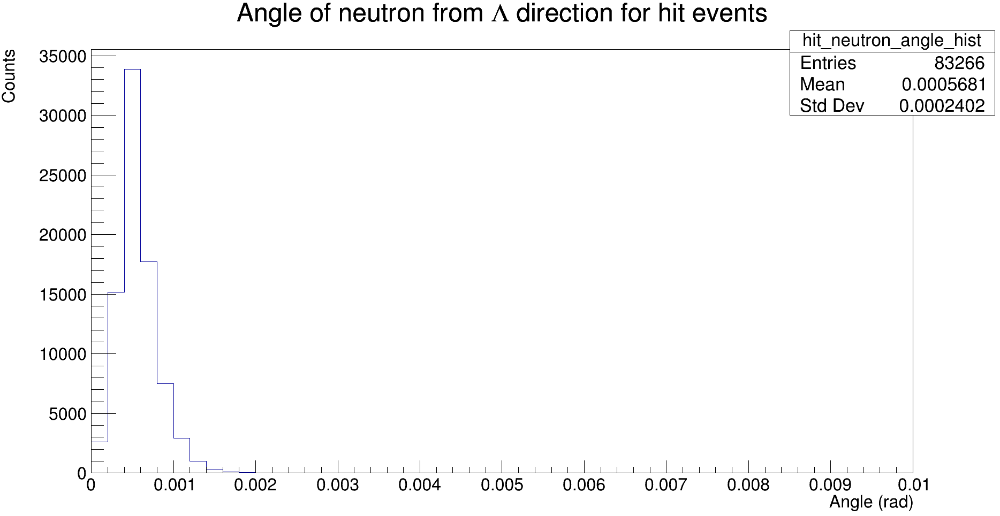 Angle of neutron from Λ direction for hit events
hit_neutron_angle_hist
Entries 83266
Mean 0.0005681
Std Dev 0.0002402
Counts
35000
30000
25000
20000
15000
10000
5000
0
0 0.001 0.002 0.003 0.004 0.005 0.006 0.007 0.008 0.009 0.01
Angle (rad)